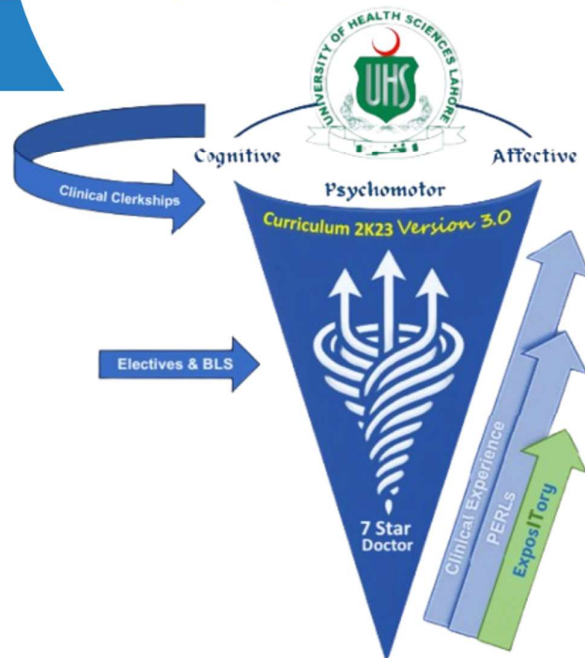 UNIVERSITY OF HEALTH SCIENCES LAHORE
UHS
Cognitive
Affective
Psychomotor
Clinical Clerkships
Curriculum 2K23 Version 3.0
Electives & BLS
7 Star
Doctor
Clinical Experience
PERLs
ExposITory